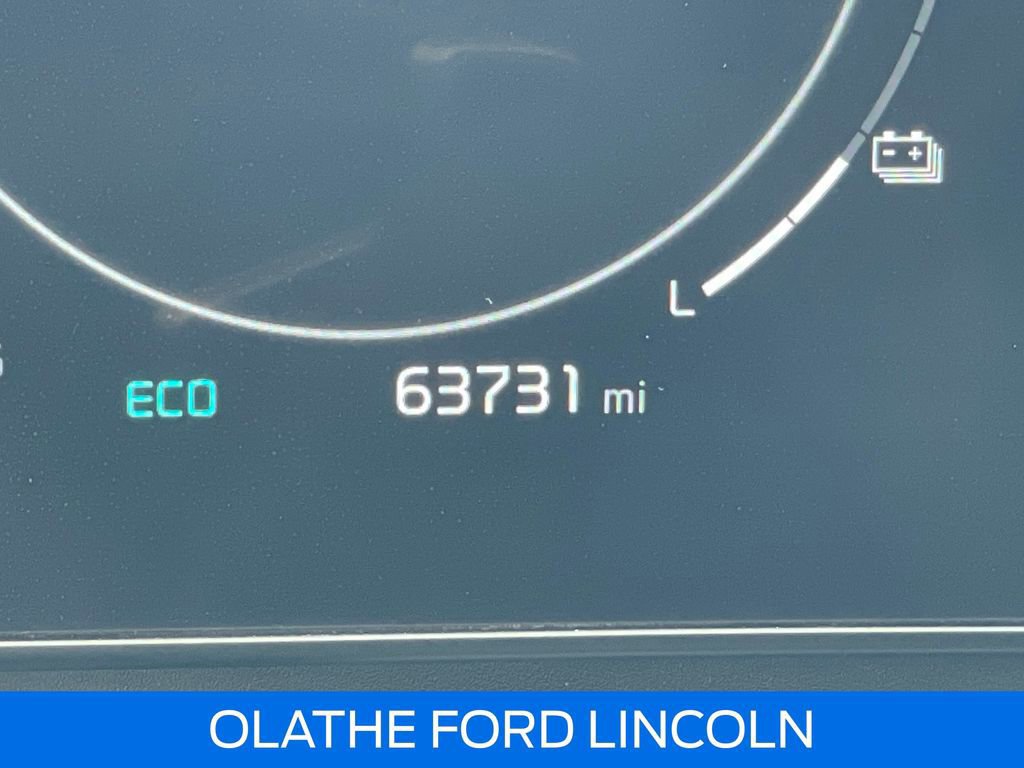 L
ECO 63731 mi
OLATHE FORD LINCOLN